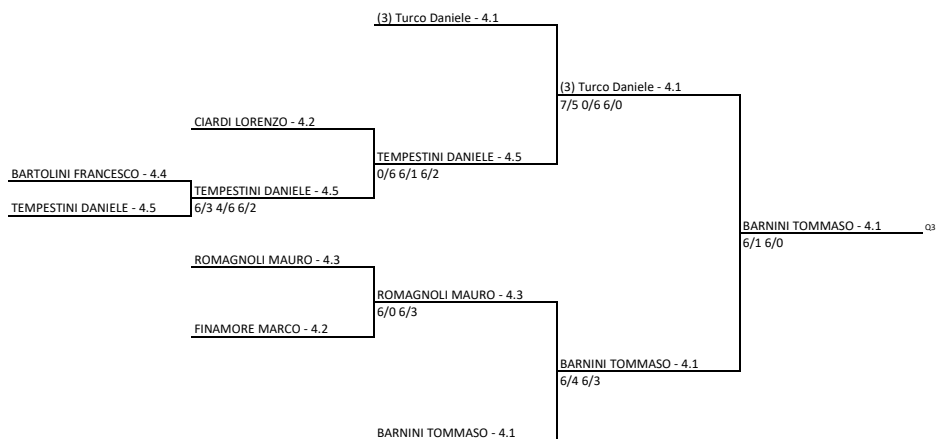 (3) Turco Daniele - 4.1
(3) Turco Daniele - 4.1
7/5 0/6 6/0
CIARDI LORENZO - 4.2
TEMPESTINI DANIELE - 4.5
0/6 6/1 6/2
BARTOLINI FRANCESCO - 4.4
TEMPESTINI DANIELE - 4.5
6/3 4/6 6/2
TEMPESTINI DANIELE - 4.5
BARNINI TOMMASO - 4.1
Q3
6/1 6/0
ROMAGNOLI MAURO - 4.3
ROMAGNOLI MAURO - 4.3
6/0 6/3
FINAMORE MARCO - 4.2
BARNINI TOMMASO - 4.1
6/4 6/3
BARNINI TOMMASO - 4.1